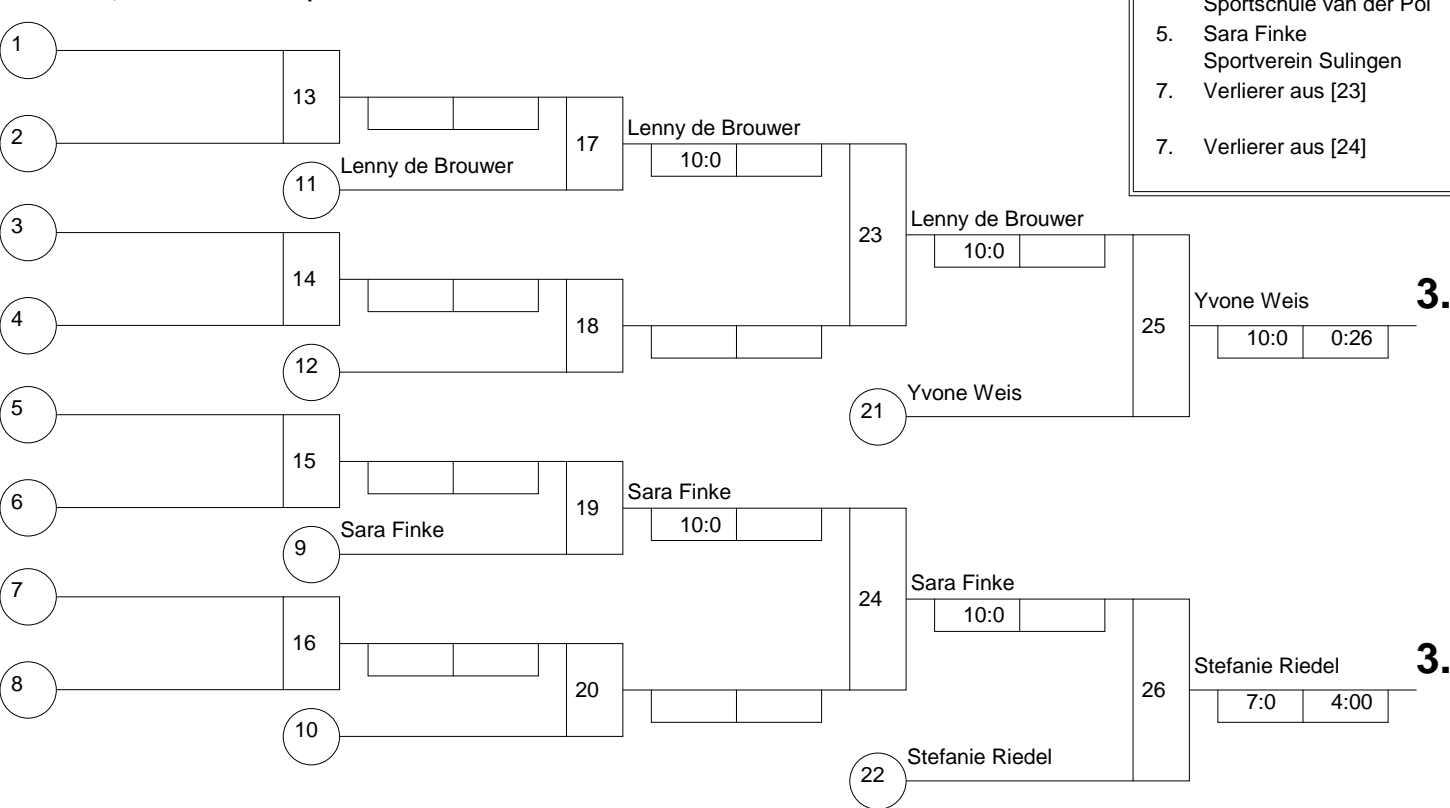 Sportschule van der Pol
5. Sara Finke
Sportverein Sulingen
7. Verlierer aus [23]
7. Verlierer aus [24]
1
13
2
17
Lenny de Brouwer
10:0
11
Lenny de Brouwer
3
23
Lenny de Brouwer
10:0
14
4
18
12
25
Yvone Weis
3.
10:0 0:26
5
21
Yvone Weis
15
6
19
Sara Finke
10:0
9
Sara Finke
7
24
Sara Finke
10:0
16
8
20
10
26
Stefanie Riedel
3.
7:0 4:00
22
Stefanie Riedel